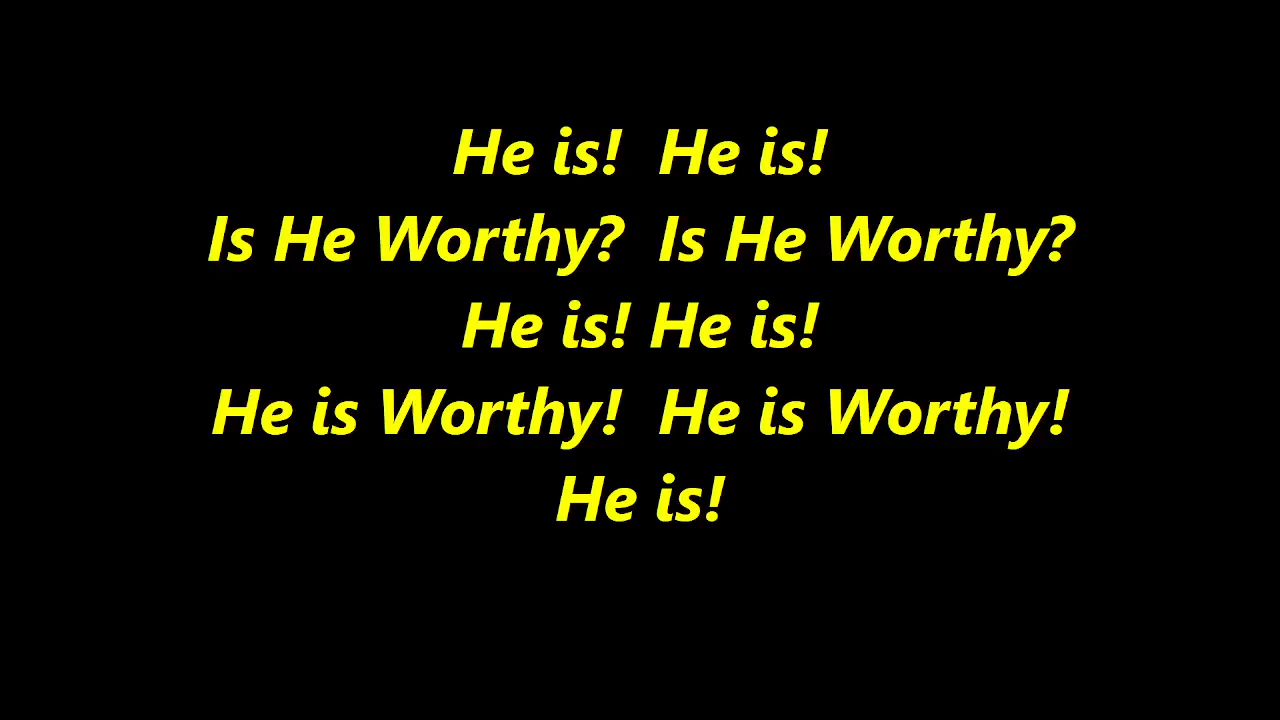 He is!  He is!
Is He Worthy?  Is He Worthy?
He is! He is!
He is Worthy!  He is Worthy!
He is!